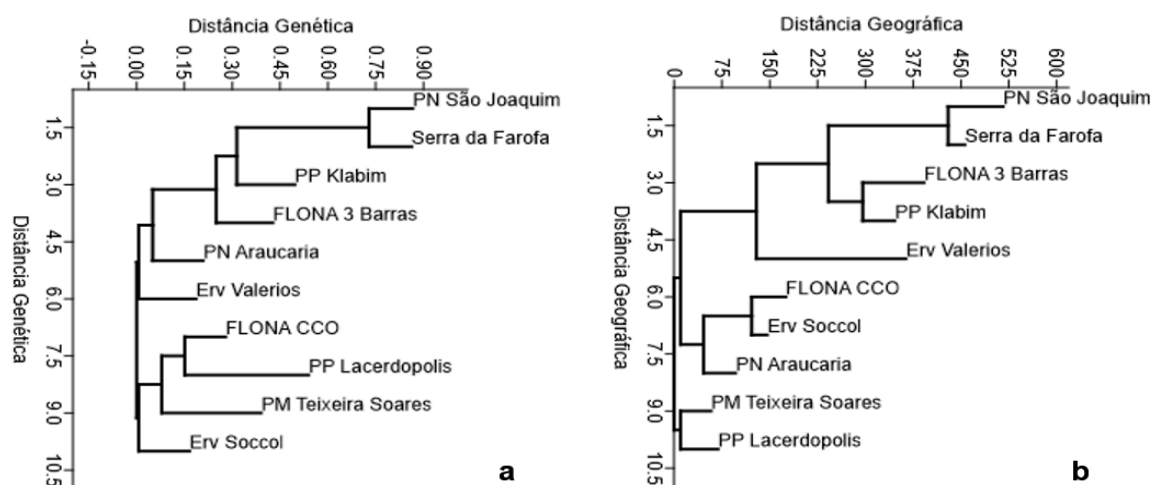 Distância Genética
-0.15 0.00 0.15 0.30 0.45 0.60 0.75 0.90
PN São Joaquim
1.5
Serra da Farofa
3.0
PP Klabim
FLONA 3 Barras
4.5
PN Araucaria
6.0
Erv Valerios
FLONA CCO
7.5
PP Lacerdopolis
9.0
PM Teixeira Soares
Erv Soccol
10.5
Distância Genética
a
Distância Geográfica
0 75 150 225 300 375 450 525 600
PN São Joaquim
1.5
Serra da Farofa
3.0
FLONA 3 Barras
PP Klabim
4.5
Erv Valerios
6.0
FLONA CCO
Erv Soccol
7.5
PN Araucaria
9.0
PM Teixeira Soares
PP Lacerdopolis
10.5
Distância Geográfica
b